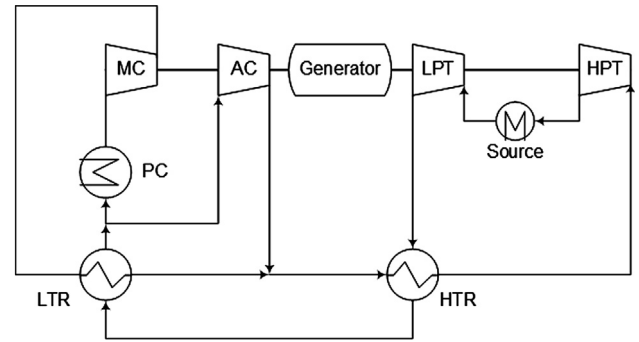 MC
AC
Generator
LPT
HPT
Source
PC
LTR
HTR